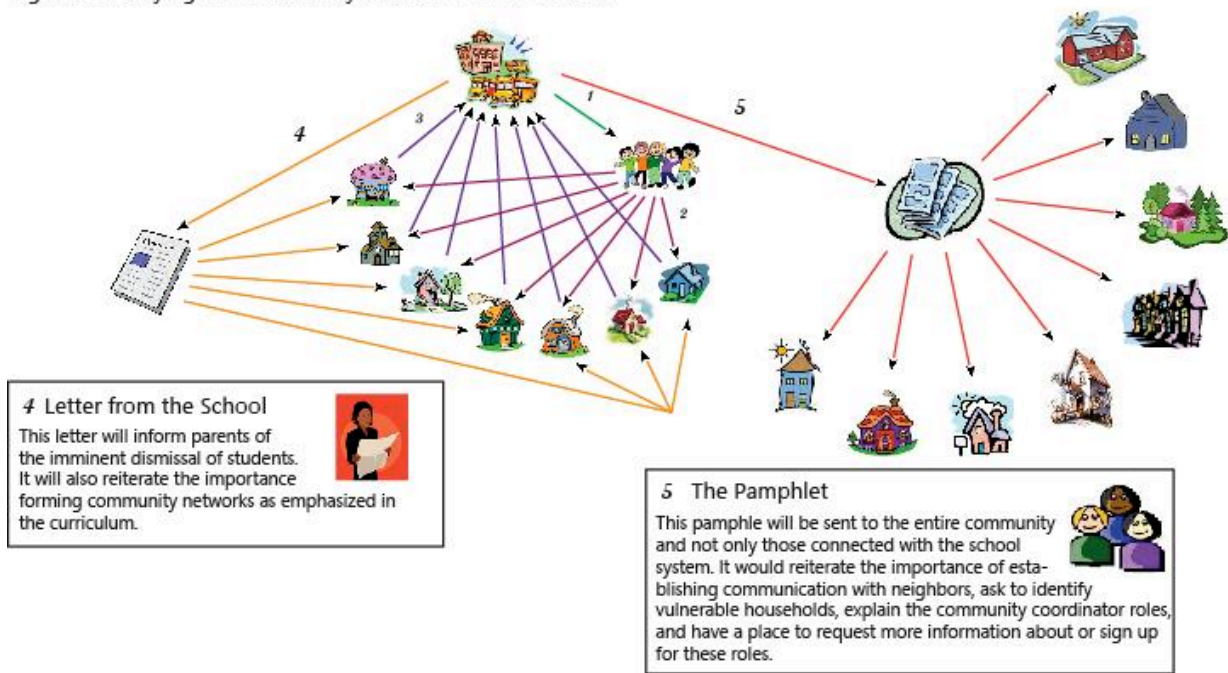 4
3
1
5
2
4 Letter from the School
This letter will inform parents of
the imminent dismissal of students.
It will also reiterate the importance
forming community networks as emphasized in
the curriculum.
5 The Pamphlet
This pamphle will be sent to the entire community
and not only those connected with the school
system. It would reiterate the importance of esta-
blishing communication with neighbors, ask to identify
vulnerable households, explain the community coordinator roles,
and have a place to request more information about or sign up
for these roles.